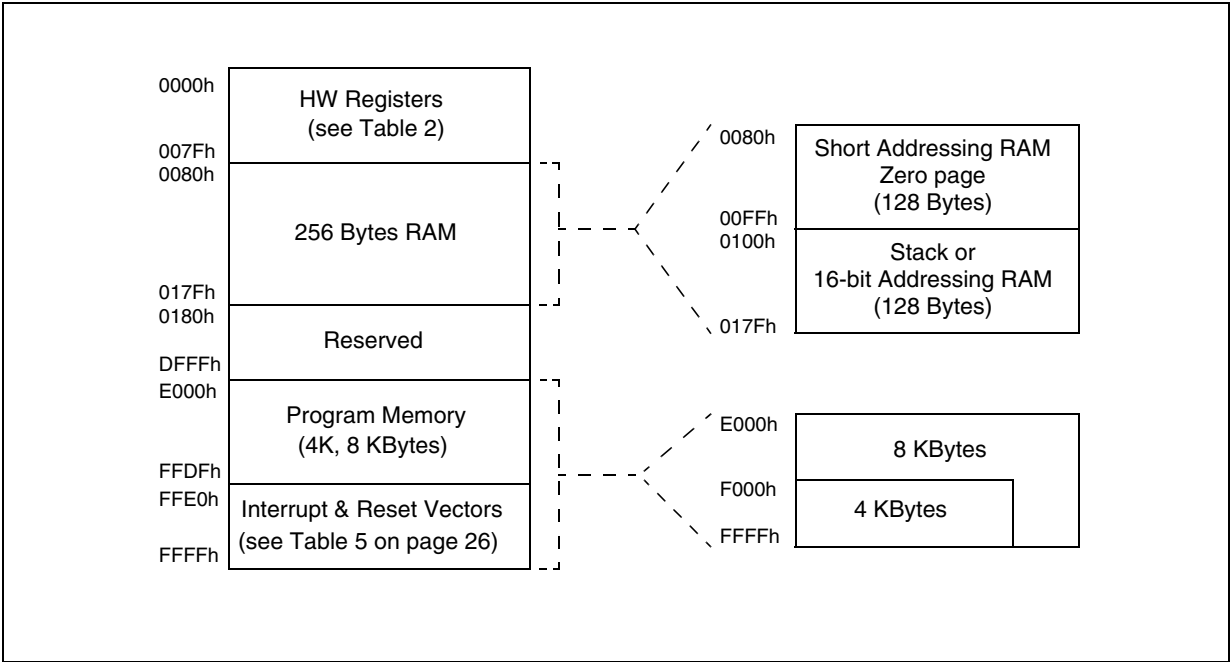 0000h
HW Registers
(see Table 2)
007Fh
0080h
256 Bytes RAM
017Fh
0180h
Reserved
DFFFh
E000h
Program Memory
(4K, 8 KBytes)
FFDFh
FFE0h
Interrupt & Reset Vectors
(see Table 5 on page 26)
FFFFh
0080h
Short Addressing RAM
Zero page
(128 Bytes)
00FFh
0100h
Stack or
16-bit Addressing RAM
(128 Bytes)
017Fh
E000h
8 KBytes
F000h
4 KBytes
FFFFh